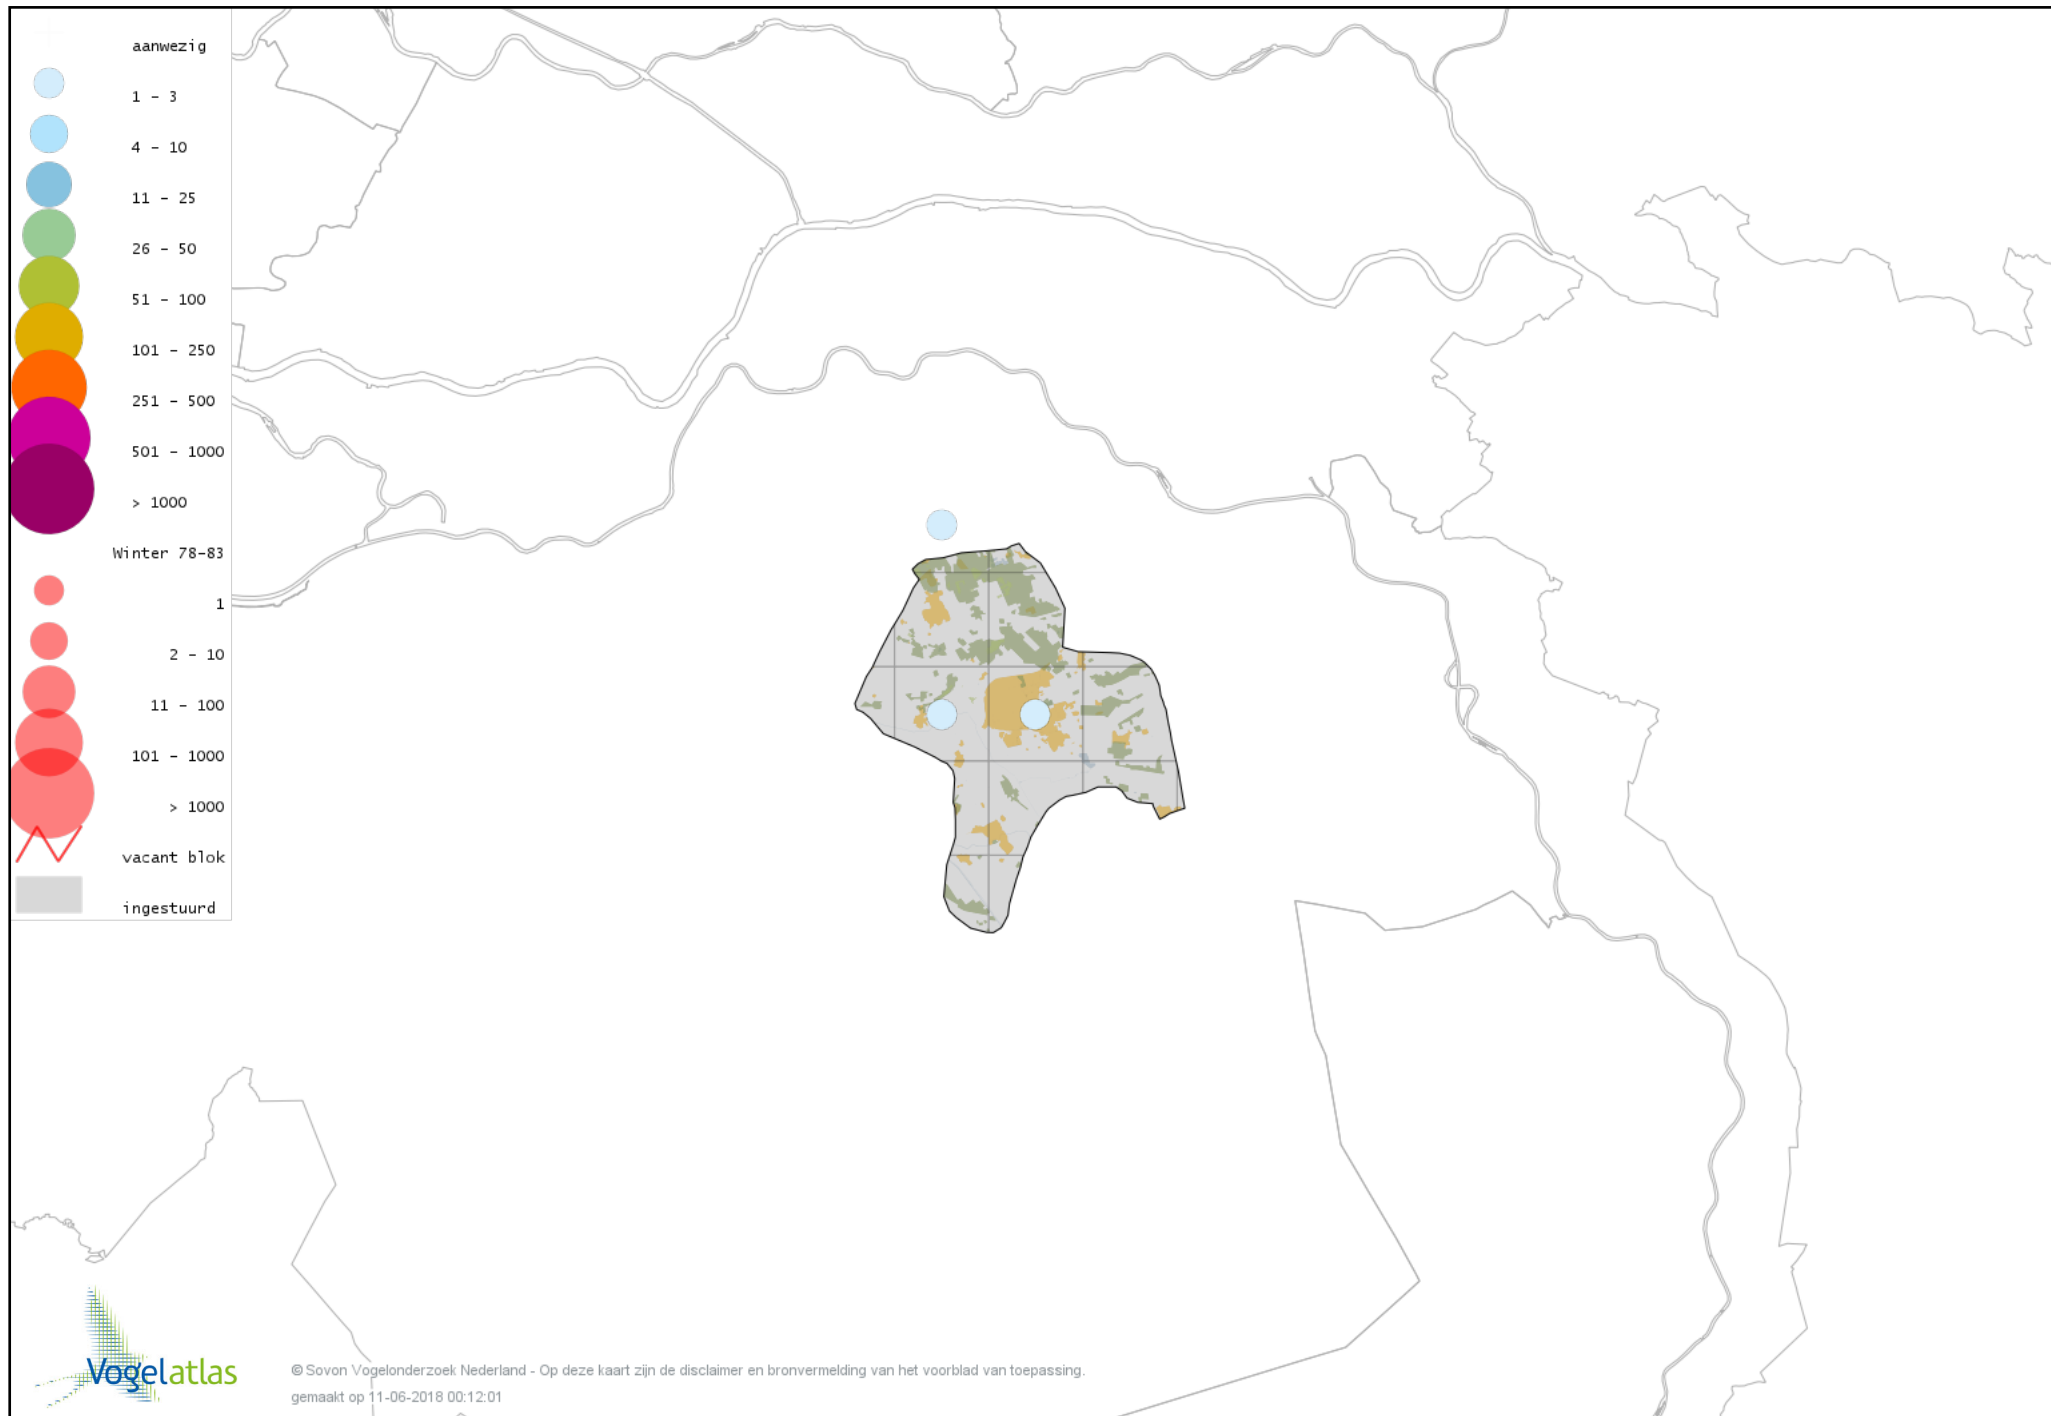 aanwezig
1 - 3
4 - 10
11 - 25
26 - 50
51 - 100
101 - 250
251 - 500
501 - 1000
> 1000
Winter 78-83
1
2 - 10
11 - 100
101 - 1000
> 1000
vacant blok
ingestuurd
Vogelatlas
© Sovon Vogelonderzoek Nederland - Op deze kaart zijn de disclaimer en bronvermelding van het voorblad van toepassing.
gemaakt op 11-06-2018 00:12:01